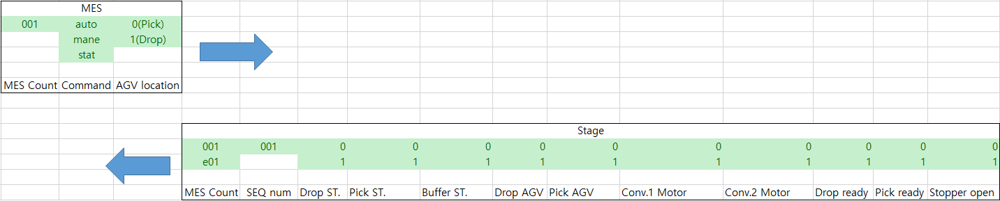 MES
001 auto 0(Pick)
mane 1(Drop)
stat
MES Count Command AGV location
Stage
001 001 0 0 0 0 0 0 0 0 0 0
e01 1 1 1 1 1 1 1 1 1 1
MES Count SEQ num Drop ST. Pick ST. Buffer ST. Drop AGV Pick AGV Conv.1 Motor Conv.2 Motor Drop ready Pick ready Stopper open